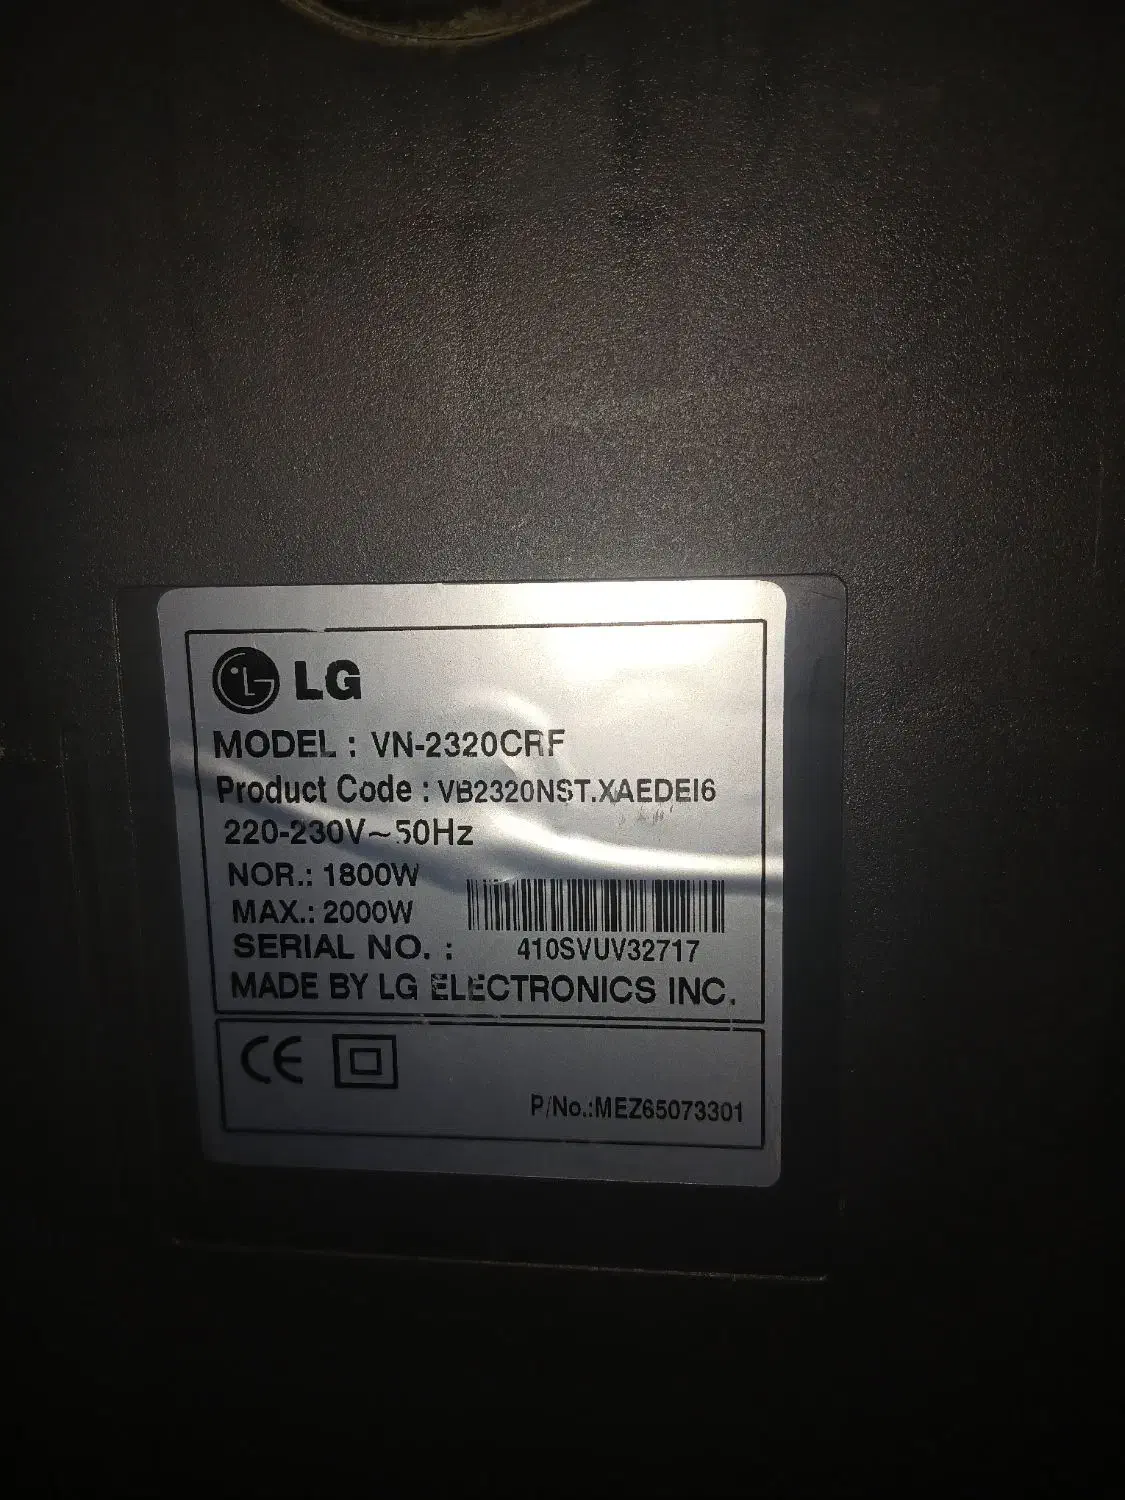 LG
MODEL : VN-2320CRF
Product Code : VB2320NST.XAEDEI6
220-230V~50Hz
NOR.: 1800W
MAX.: 2000W
SERIAL NO. : 410SVUV32717
MADE BY LG ELECTRONICS INC.
CE
P/No.:MEZ65073301